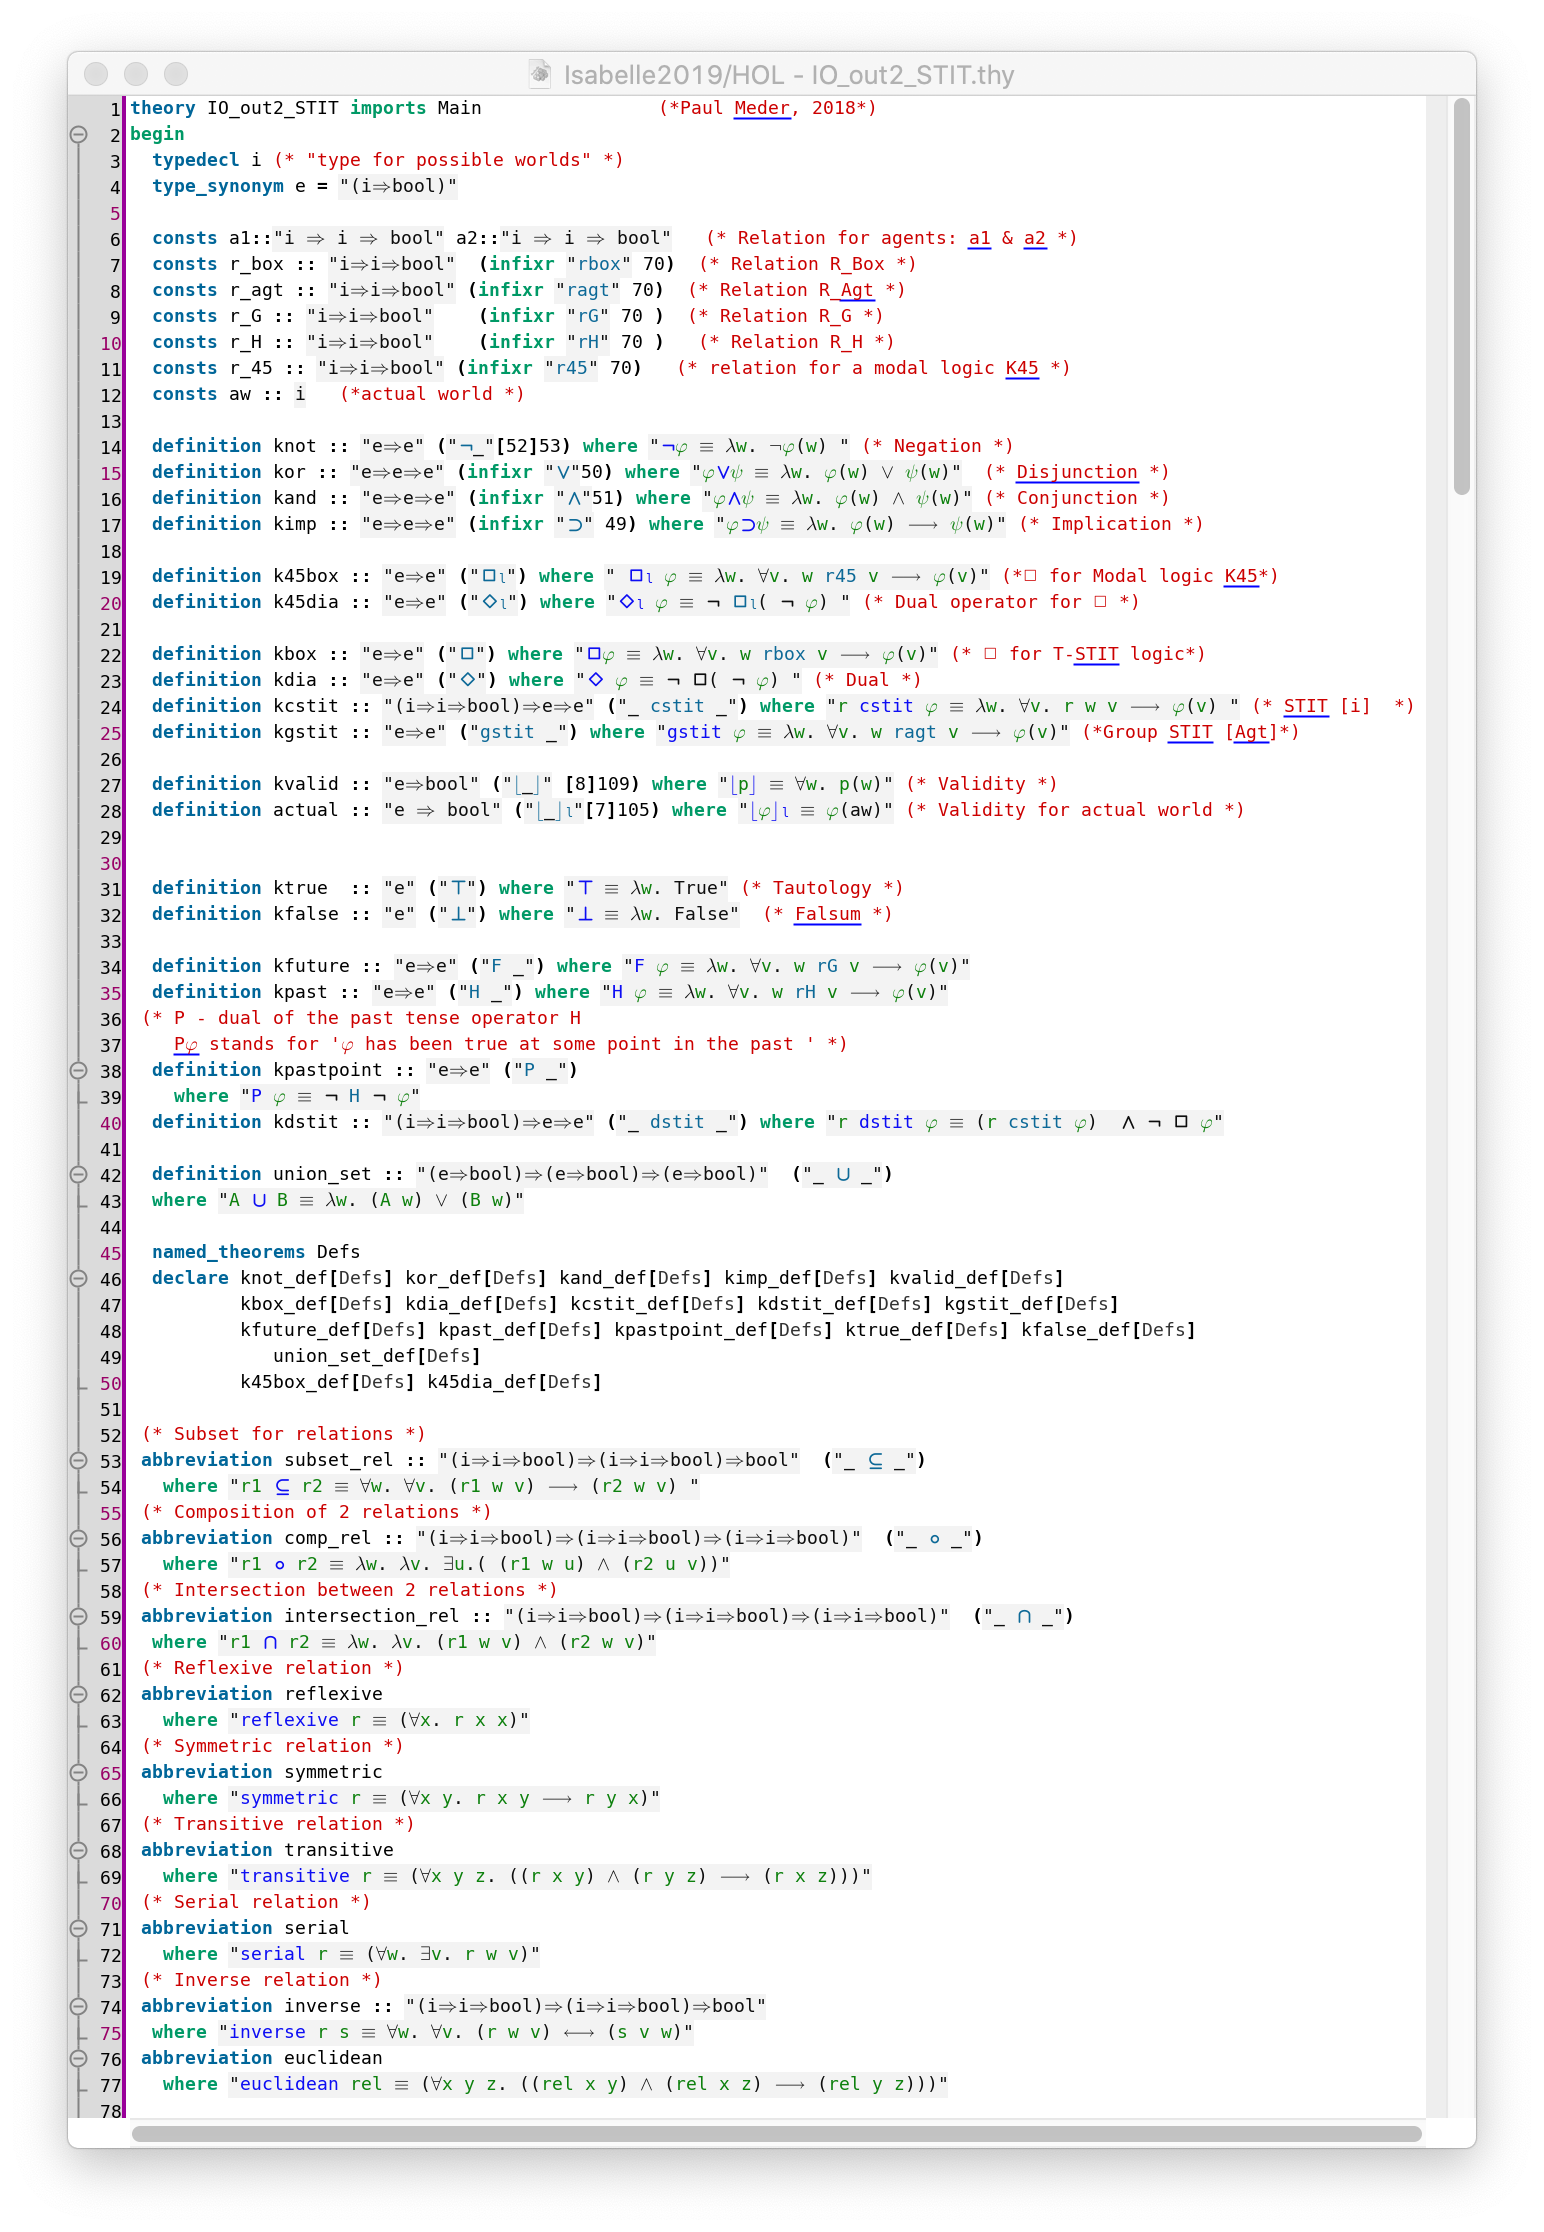 Isabelle2019/HOL - IO_out2_STIT.thy
1 theory IO_out2_STIT imports Main (*Paul Meder, 2018*)
2 begin
3 typedecl i (* "type for possible worlds" *)
4 type_synonym e = "(i⇒bool)"
5
6 consts a1::"i ⇒ i ⇒ bool" a2::"i ⇒ i ⇒ bool" (* Relation for agents: a1 & a2 *)
7 consts r_box :: "i⇒i⇒bool" (infixr "rbox" 70) (* Relation R_Box *)
8 consts r_agt :: "i⇒i⇒bool" (infixr "ragt" 70) (* Relation R_Agt *)
9 consts r_G :: "i⇒i⇒bool" (infixr "rG" 70 ) (* Relation R_G *)
10 consts r_H :: "i⇒i⇒bool" (infixr "rH" 70 ) (* Relation R_H *)
11 consts r_45 :: "i⇒i⇒bool" (infixr "r45" 70) (* relation for a modal logic K45 *)
12 consts aw :: i (*actual world *)
13
14 definition knot :: "e⇒e" ("¬_"[52]53) where "¬φ ≡ λw. ¬φ(w) " (* Negation *)
15 definition kor :: "e⇒e⇒e" (infixr "∨"50) where "φ∨ψ ≡ λw. φ(w) ∨ ψ(w)" (* Disjunction *)
16 definition kand :: "e⇒e⇒e" (infixr "∧"51) where "φ∧ψ ≡ λw. φ(w) ∧ ψ(w)" (* Conjunction *)
17 definition kimp :: "e⇒e⇒e" (infixr "⊃" 49) where "φ⊃ψ ≡ λw. φ(w) ⟶ ψ(w)" (* Implication *)
18
19 definition k45box :: "e⇒e" ("□ₗ") where " □ₗ φ ≡ λw. ∀v. w r45 v ⟶ φ(v)" (*□ for Modal logic K45*)
20 definition k45dia :: "e⇒e" ("◇ₗ") where "◇ₗ φ ≡ ¬ □ₗ( ¬ φ) " (* Dual operator for □ *)
21
22 definition kbox :: "e⇒e" ("□") where "□φ ≡ λw. ∀v. w rbox v ⟶ φ(v)" (* □ for T-STIT logic*)
23 definition kdia :: "e⇒e" ("◇") where "◇ φ ≡ ¬ □( ¬ φ) " (* Dual *)
24 definition kcstit :: "(i⇒i⇒bool)⇒e⇒e" ("_ cstit _") where "r cstit φ ≡ λw. ∀v. r w v ⟶ φ(v) " (* STIT [i] *)
25 definition kgstit :: "e⇒e" ("gstit _") where "gstit φ ≡ λw. ∀v. w ragt v ⟶ φ(v)" (*Group STIT [Agt]*)
26
27 definition kvalid :: "e⇒bool" ("⌊_⌋" [8]109) where "⌊p⌋ ≡ ∀w. p(w)" (* Validity *)
28 definition actual :: "e ⇒ bool" ("⌊_⌋ₗ"[7]105) where "⌊φ⌋ₗ ≡ φ(aw)" (* Validity for actual world *)
29
30
31 definition ktrue :: "e" ("⊤") where "⊤ ≡ λw. True" (* Tautology *)
32 definition kfalse :: "e" ("⊥") where "⊥ ≡ λw. False" (* Falsum *)
33
34 definition kfuture :: "e⇒e" ("F _") where "F φ ≡ λw. ∀v. w rG v ⟶ φ(v)"
35 definition kpast :: "e⇒e" ("H _") where "H φ ≡ λw. ∀v. w rH v ⟶ φ(v)"
36 (* P - dual of the past tense operator H
37 Pφ stands for 'φ has been true at some point in the past ' *)
38 definition kpastpoint :: "e⇒e" ("P _")
39 where "P φ ≡ ¬ H ¬ φ"
40 definition kdstit :: "(i⇒i⇒bool)⇒e⇒e" ("_ dstit _") where "r dstit φ ≡ (r cstit φ) ∧ ¬ □ φ"
41
42 definition union_set :: "(e⇒bool)⇒(e⇒bool)⇒(e⇒bool)" ("_ ∪ _")
43 where "A ∪ B ≡ λw. (A w) ∨ (B w)"
44
45 named_theorems Defs
46 declare knot_def[Defs] kor_def[Defs] kand_def[Defs] kimp_def[Defs] kvalid_def[Defs]
47 kbox_def[Defs] kdia_def[Defs] kcstit_def[Defs] kdstit_def[Defs] kgstit_def[Defs]
48 kfuture_def[Defs] kpast_def[Defs] kpastpoint_def[Defs] ktrue_def[Defs] kfalse_def[Defs]
49 union_set_def[Defs]
50 k45box_def[Defs] k45dia_def[Defs]
51
52 (* Subset for relations *)
53 abbreviation subset_rel :: "(i⇒i⇒bool)⇒(i⇒i⇒bool)⇒bool" ("_ ⊆ _")
54 where "r1 ⊆ r2 ≡ ∀w. ∀v. (r1 w v) ⟶ (r2 w v) "
55 (* Composition of 2 relations *)
56 abbreviation comp_rel :: "(i⇒i⇒bool)⇒(i⇒i⇒bool)⇒(i⇒i⇒bool)" ("_ ∘ _")
57 where "r1 ∘ r2 ≡ λw. λv. ∃u.( (r1 w u) ∧ (r2 u v))"
58 (* Intersection between 2 relations *)
59 abbreviation intersection_rel :: "(i⇒i⇒bool)⇒(i⇒i⇒bool)⇒(i⇒i⇒bool)" ("_ ∩ _")
60 where "r1 ∩ r2 ≡ λw. λv. (r1 w v) ∧ (r2 w v)"
61 (* Reflexive relation *)
62 abbreviation reflexive
63 where "reflexive r ≡ (∀x. r x x)"
64 (* Symmetric relation *)
65 abbreviation symmetric
66 where "symmetric r ≡ (∀x y. r x y ⟶ r y x)"
67 (* Transitive relation *)
68 abbreviation transitive
69 where "transitive r ≡ (∀x y z. ((r x y) ∧ (r y z) ⟶ (r x z)))"
70 (* Serial relation *)
71 abbreviation serial
72 where "serial r ≡ (∀w. ∃v. r w v)"
73 (* Inverse relation *)
74 abbreviation inverse :: "(i⇒i⇒bool)⇒(i⇒i⇒bool)⇒bool"
75 where "inverse r s ≡ ∀w. ∀v. (r w v) ⟷ (s v w)"
76 abbreviation euclidean
77 where "euclidean rel ≡ (∀x y z. ((rel x y) ∧ (rel x z) ⟶ (rel y z)))"
78